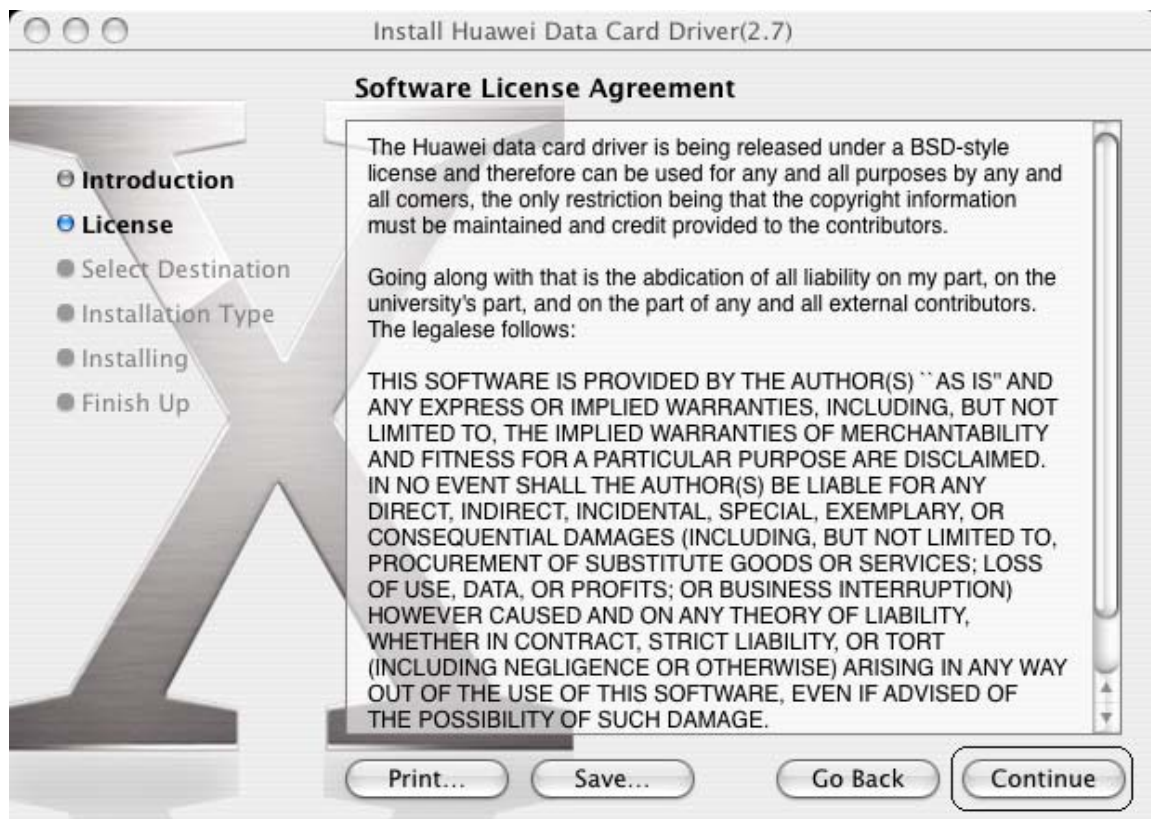 Install Huawei Data Card Driver(2.7)
Software License Agreement
Introduction
License
Select Destination
Installation Type
Installing
Finish Up
The Huawei data card driver is being released under a BSD-style
license and therefore can be used for any and all purposes by any and
all comers, the only restriction being that the copyright information
must be maintained and credit provided to the contributors.
Going along with that is the abdication of all liability on my part, on the
university's part, and on the part of any and all external contributors.
The legalese follows:
THIS SOFTWARE IS PROVIDED BY THE AUTHOR(S) ``AS IS'' AND
ANY EXPRESS OR IMPLIED WARRANTIES, INCLUDING, BUT NOT
LIMITED TO, THE IMPLIED WARRANTIES OF MERCHANTABILITY
AND FITNESS FOR A PARTICULAR PURPOSE ARE DISCLAIMED.
IN NO EVENT SHALL THE AUTHOR(S) BE LIABLE FOR ANY
DIRECT, INDIRECT, INCIDENTAL, SPECIAL, EXEMPLARY, OR
CONSEQUENTIAL DAMAGES (INCLUDING, BUT NOT LIMITED TO,
PROCUREMENT OF SUBSTITUTE GOODS OR SERVICES; LOSS
OF USE, DATA, OR PROFITS; OR BUSINESS INTERRUPTION)
HOWEVER CAUSED AND ON ANY THEORY OF LIABILITY,
WHETHER IN CONTRACT, STRICT LIABILITY, OR TORT
(INCLUDING NEGLIGENCE OR OTHERWISE) ARISING IN ANY WAY
OUT OF THE USE OF THIS SOFTWARE, EVEN IF ADVISED OF
THE POSSIBILITY OF SUCH DAMAGE.
Print... Save... Go Back Continue